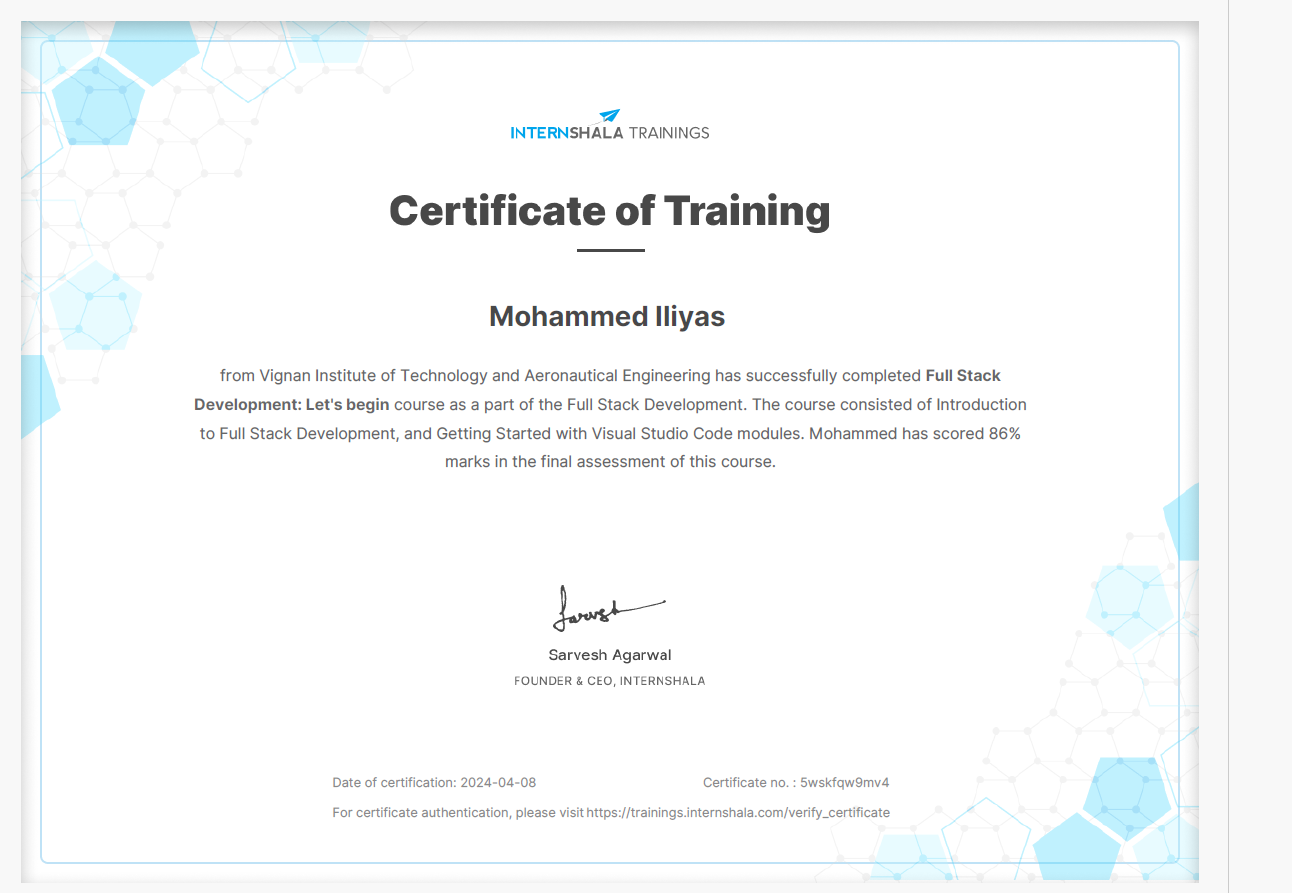 INTERNSHALA TRAININGS
Certificate of Training
Mohammed Iliyas
from Vignan Institute of Technology and Aeronautical Engineering has successfully completed Full Stack
Development: Let's begin course as a part of the Full Stack Development. The course consisted of Introduction
to Full Stack Development, and Getting Started with Visual Studio Code modules. Mohammed has scored 86%
marks in the final assessment of this course.
Sarvesh
Sarvesh Agarwal
FOUNDER & CEO, INTERNSHALA
Date of certification: 2024-04-08 Certificate no. : 5wskfqw9mv4
For certificate authentication, please visit https://trainings.internshala.com/verify_certificate